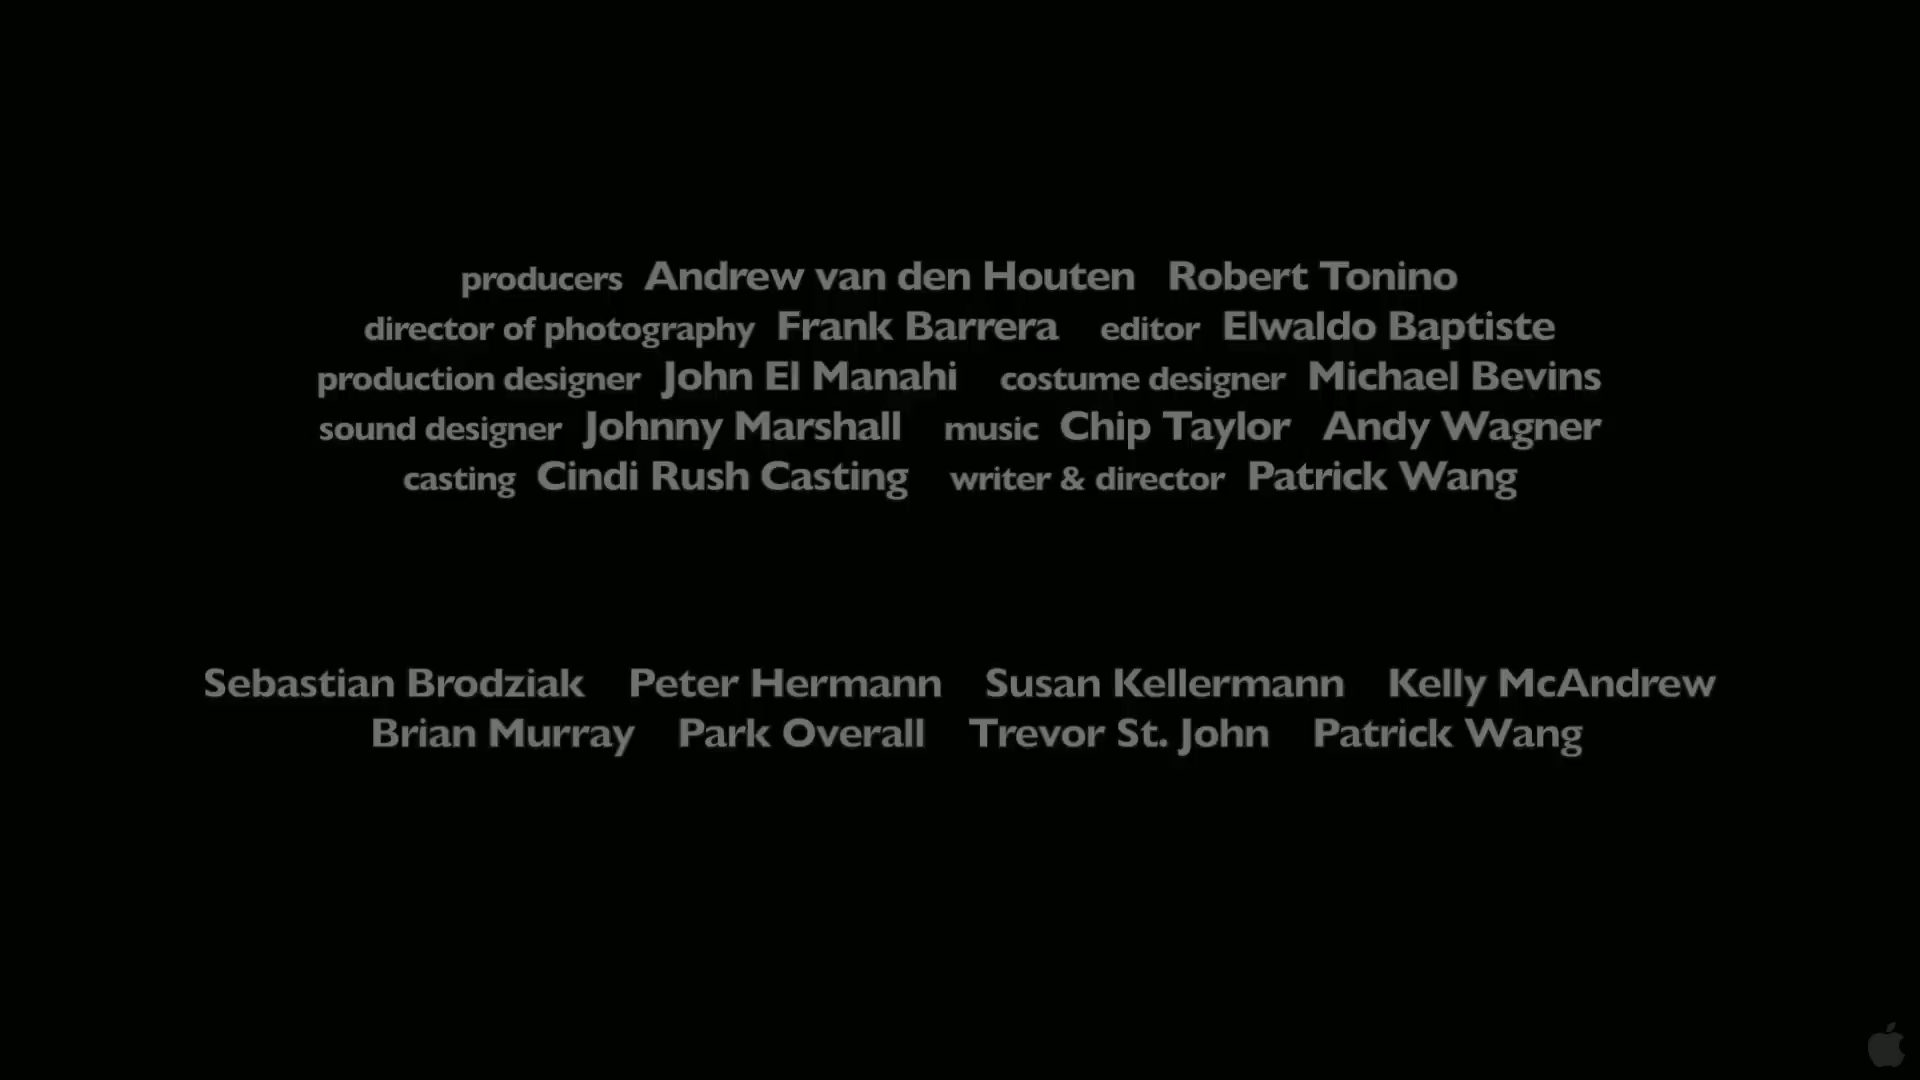 producers Andrew van den Houten Robert Tonino
director of photography Frank Barrera editor Elwaldo Baptiste
production designer John El Manahi costume designer Michael Bevins
sound designer Johnny Marshall music Chip Taylor Andy Wagner
casting Cindi Rush Casting writer & director Patrick Wang
Sebastian Brodziak Peter Hermann Susan Kellermann Kelly McAndrew
Brian Murray Park Overall Trevor St. John Patrick Wang